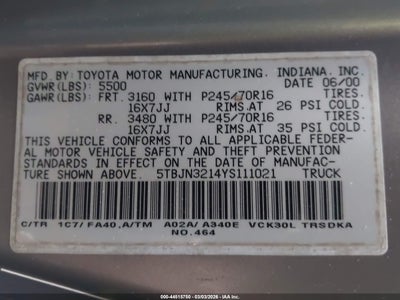 MFD.BY: TOYOTA MOTOR MANUFACTURING. INDIANA. INC.
GVWR(LBS): 5500 DATE: 06/00
GAWR(LBS): FRT. 3160 WITH P245/70R16 TIRES.
16X7JJ RIMS.AT 26 PSI COLD.
RR. 3480 WITH P245/70R16 TIRES.
16X7JJ RIMS.AT 35 PSI COLD.
THIS VEHICLE CONFORMS TO ALL APPLICABLE FEDER-
AL MOTOR VEHICLE SAFETY AND THEFT PREVENTION
STANDARDS IN EFFECT ON THE DATE OF MANUFAC-
TURE SHOWN ABOVE. 5TBJN3214YS111021 TRUCK
C/TR 1C7/FA40,A/TM A02A/A340E VCK30L TRSDKA
NO.464
000-44515750 - 03/03/2026 - IAA Inc.